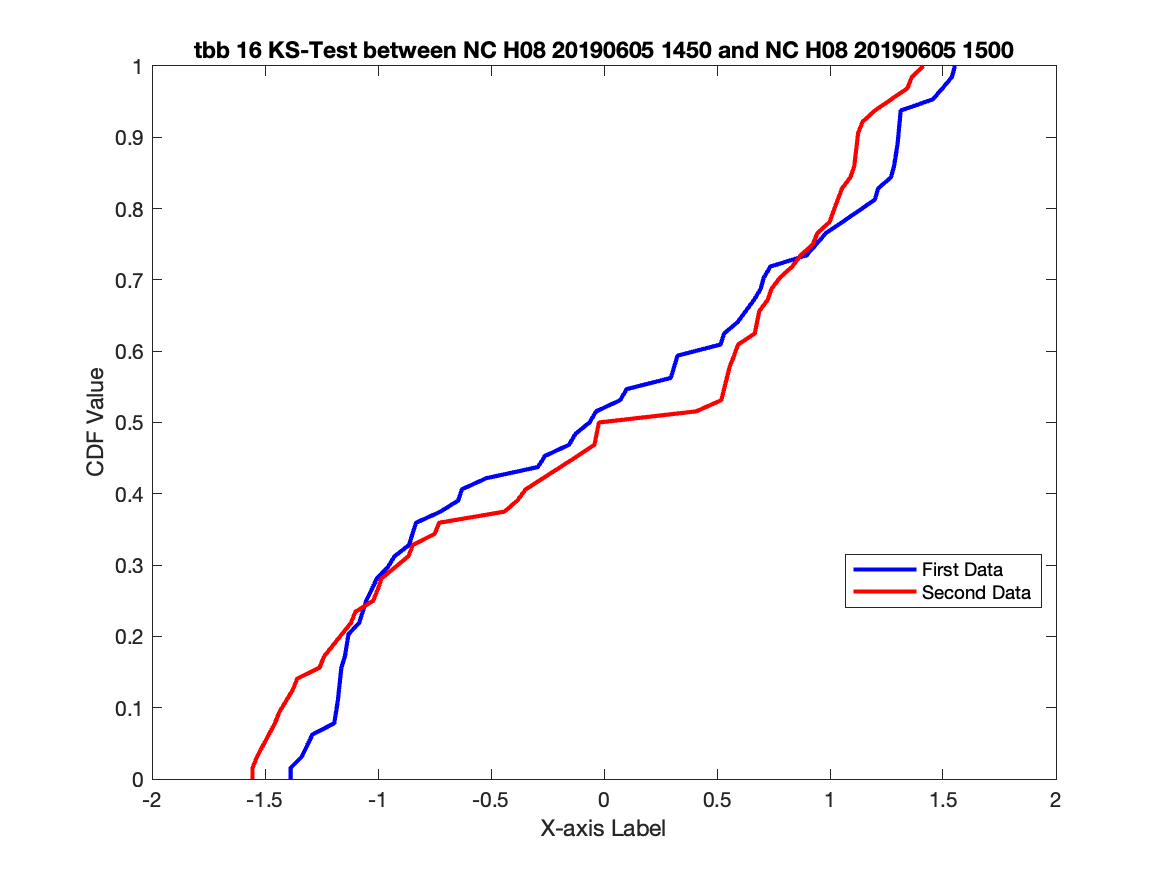 tbb 16 KS-Test between NC H08 20190605 1450 and NC H08 20190605 1500
1
0.9
0.8
0.7
0.6
0.5
0.4
0.3
0.2
0.1
0
CDF Value
First Data
Second Data
-2 -1.5 -1 -0.5 0 0.5 1 1.5 2
X-axis Label